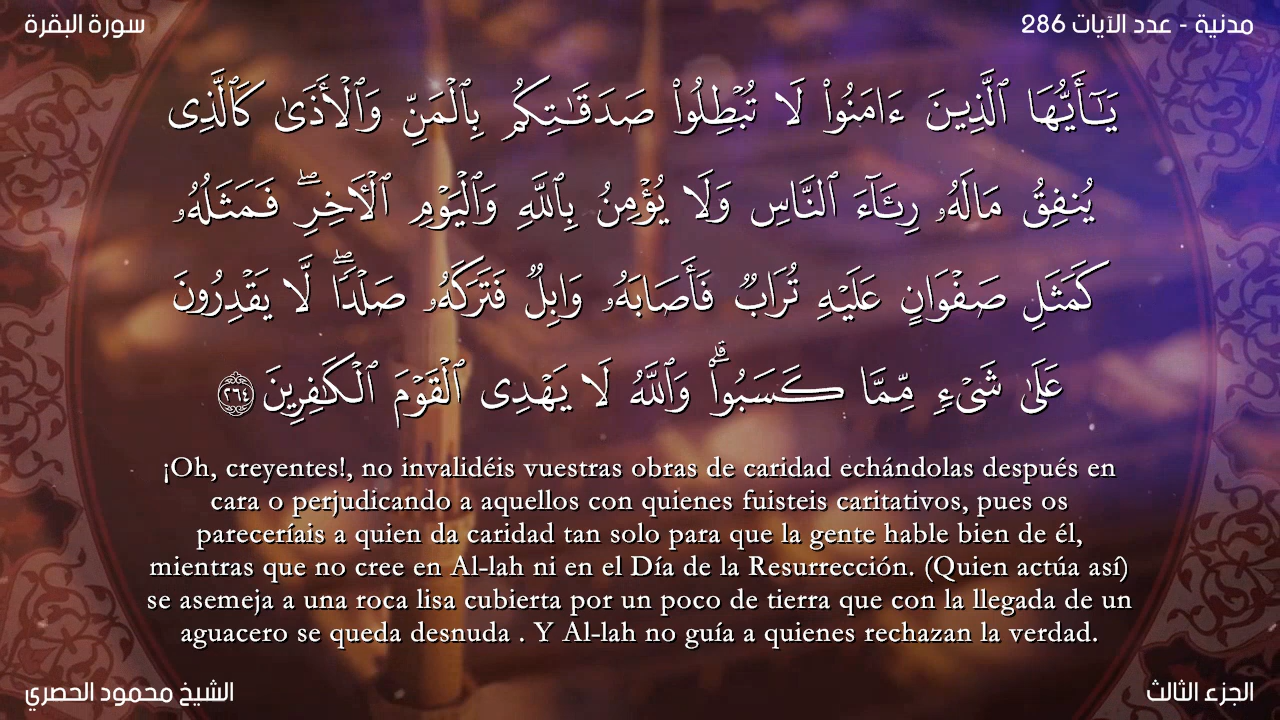 سورة البقرة
مدنية - عدد الآيات 286
يَـٰٓأَيُّهَا ٱلَّذِينَ ءَامَنُوا۟ لَا تُبْطِلُوا۟ صَدَقَـٰتِكُم بِٱلْمَنِّ وَٱلْأَذَىٰ كَٱلَّذِى
يُنفِقُ مَالَهُۥ رِئَآءَ ٱلنَّاسِ وَلَا يُؤْمِنُ بِٱللَّهِ وَٱلْيَوْمِ ٱلْـَٔاخِرِ ۖ فَمَثَلُهُۥ
كَمَثَلِ صَفْوَانٍ عَلَيْهِ تُرَابٌ فَأَصَابَهُۥ وَابِلٌ فَتَرَكَهُۥ صَلْدًا ۖ لَّا يَقْدِرُونَ
عَلَىٰ شَىْءٍ مِّمَّا كَسَبُوا۟ ۗ وَٱللَّهُ لَا يَهْدِى ٱلْقَوْمَ ٱلْكَـٰفِرِينَ ٢٦٤
¡Oh, creyentes!, no invalidéis vuestras obras de caridad echándolas después en
cara o perjudicando a aquellos con quienes fuisteis caritativos, pues os
pareceríais a quien da caridad tan solo para que la gente hable bien de él,
mientras que no cree en Al-lah ni en el Día de la Resurrección. (Quien actúa así)
se asemeja a una roca lisa cubierta por un poco de tierra que con la llegada de un
aguacero se queda desnuda . Y Al-lah no guía a quienes rechazan la verdad.
الشيخ محمود الحصري
الجزء الثالث